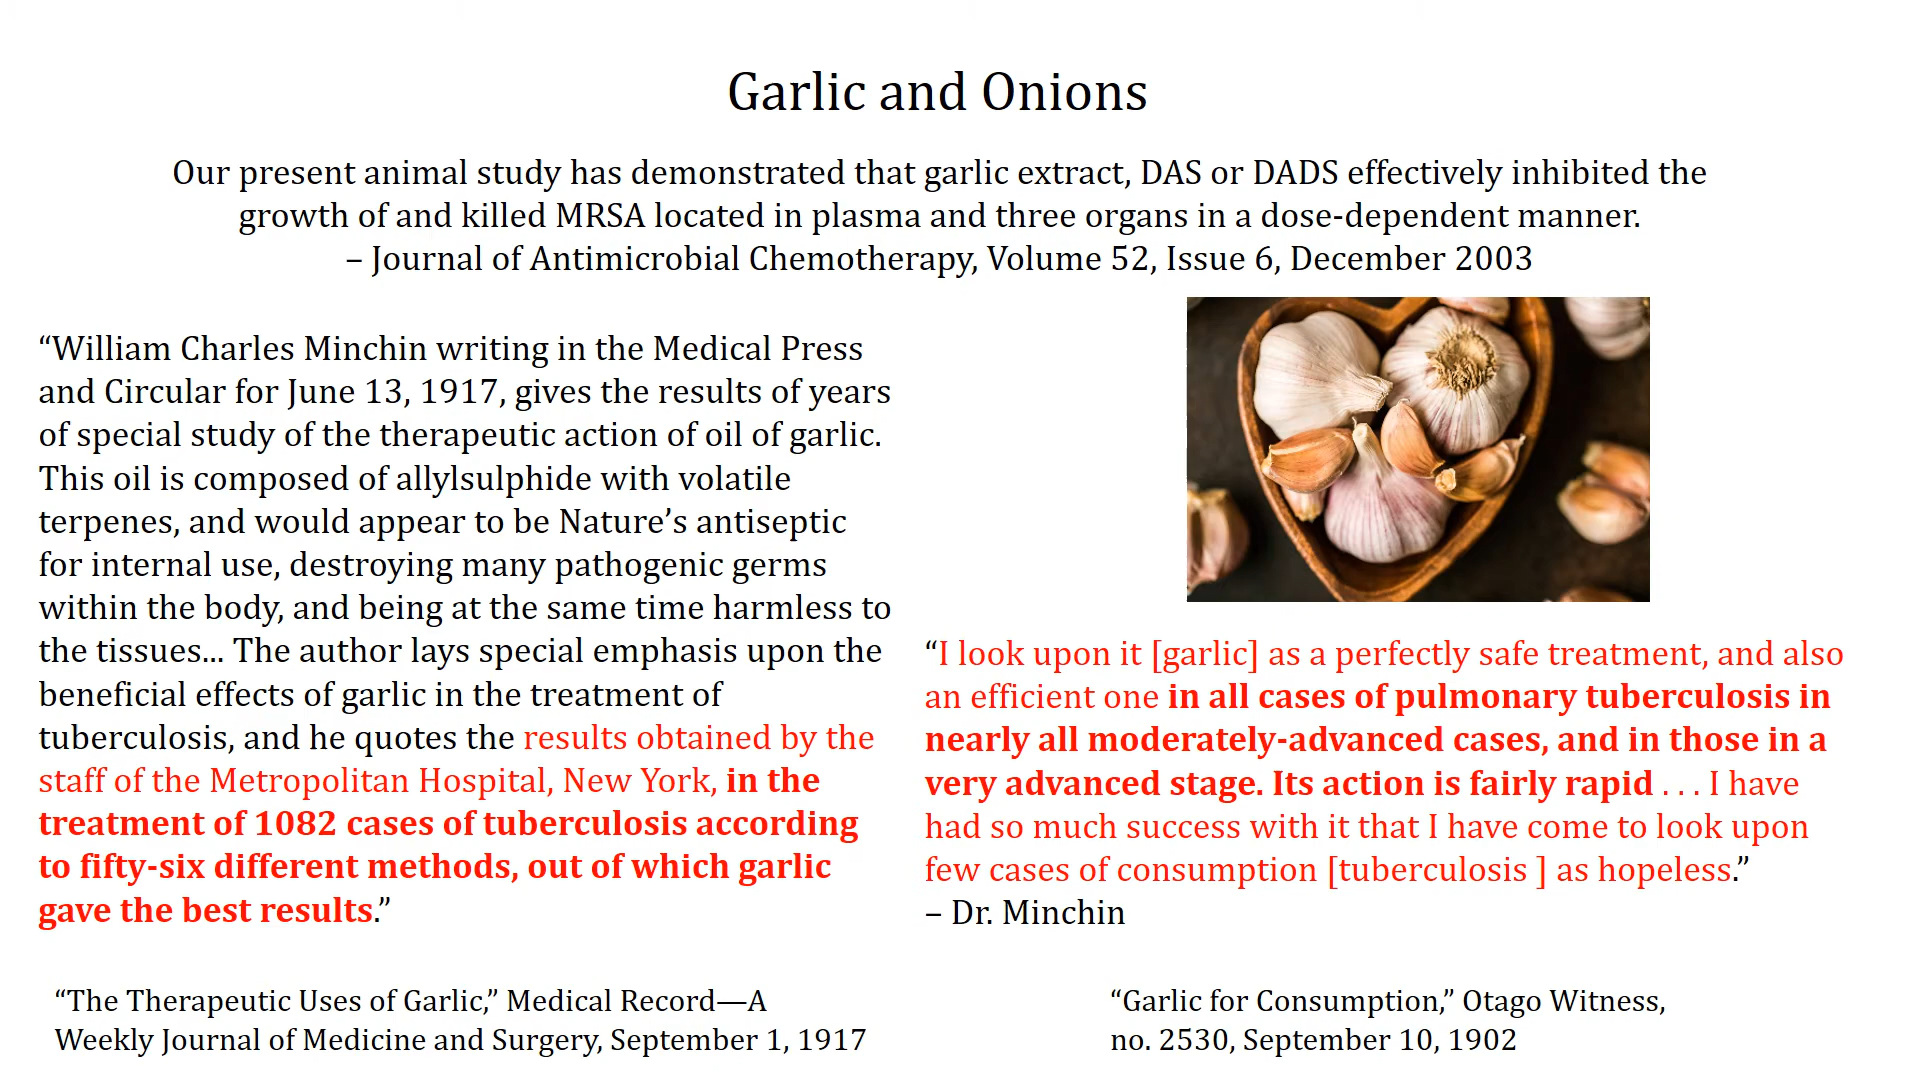 Garlic and Onions
Our present animal study has demonstrated that garlic extract, DAS or DADS effectively inhibited the
growth of and killed MRSA located in plasma and three organs in a dose-dependent manner.
– Journal of Antimicrobial Chemotherapy, Volume 52, Issue 6, December 2003
“William Charles Minchin writing in the Medical Press
and Circular for June 13, 1917, gives the results of years
of special study of the therapeutic action of oil of garlic.
This oil is composed of allylsulphide with volatile
terpenes, and would appear to be Nature’s antiseptic
for internal use, destroying many pathogenic germs
within the body, and being at the same time harmless to
the tissues... The author lays special emphasis upon the
beneficial effects of garlic in the treatment of
tuberculosis, and he quotes the results obtained by the
staff of the Metropolitan Hospital, New York, in the
treatment of 1082 cases of tuberculosis according
to fifty-six different methods, out of which garlic
gave the best results.”
“The Therapeutic Uses of Garlic,” Medical Record—A
Weekly Journal of Medicine and Surgery, September 1, 1917
“I look upon it [garlic] as a perfectly safe treatment, and also
an efficient one in all cases of pulmonary tuberculosis in
nearly all moderately-advanced cases, and in those in a
very advanced stage. Its action is fairly rapid . . . I have
had so much success with it that I have come to look upon
few cases of consumption [tuberculosis ] as hopeless.”
– Dr. Minchin
“Garlic for Consumption,” Otago Witness,
no. 2530, September 10, 1902